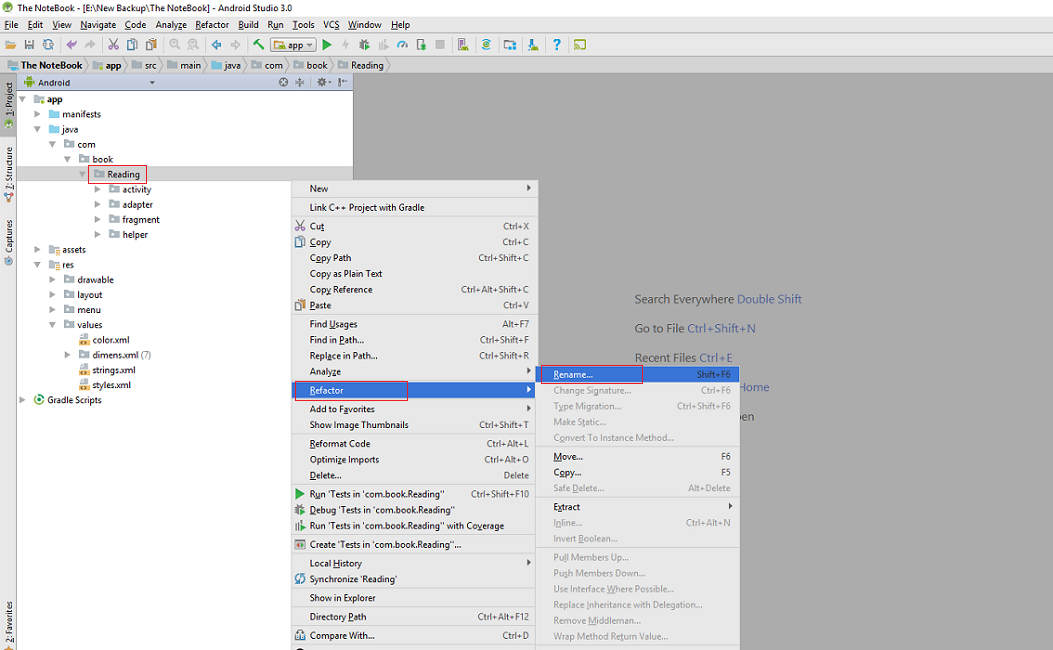 The NoteBook - [E:\New Backup\The NoteBook] - Android Studio 3.0
File Edit View Navigate Code Analyze Refactor Build Run Tools VCS Window Help
app
The NoteBook app src main java com book Reading
1: Project
7: Structure
Captures
2: Favorites
Android
app
manifests
java
com
book
Reading
activity
adapter
fragment
helper
assets
res
drawable
layout
menu
values
color.xml
dimens.xml (7)
strings.xml
styles.xml
Gradle Scripts
New
Link C++ Project with Gradle
Cut Ctrl+X
Copy Ctrl+C
Copy Path Ctrl+Shift+C
Copy as Plain Text
Copy Reference Ctrl+Alt+Shift+C
Paste Ctrl+V
Find Usages Alt+F7
Find in Path... Ctrl+Shift+F
Replace in Path... Ctrl+Shift+R
Analyze
Refactor
Add to Favorites
Show Image Thumbnails Ctrl+Shift+T
Reformat Code Ctrl+Alt+L
Optimize Imports Ctrl+Alt+O
Delete... Delete
Run 'Tests in 'com.book.Reading'' Ctrl+Shift+F10
Debug 'Tests in 'com.book.Reading''
Run 'Tests in 'com.book.Reading'' with Coverage
Create 'Tests in 'com.book.Reading''...
Local History
Synchronize 'Reading'
Show in Explorer
Directory Path Ctrl+Alt+F12
Compare With... Ctrl+D
Rename... Shift+F6
Change Signature... Ctrl+F6
Type Migration... Ctrl+Shift+F6
Make Static...
Convert To Instance Method...
Move... F6
Copy... F5
Safe Delete... Alt+Delete
Extract
Inline... Ctrl+Alt+N
Invert Boolean...
Pull Members Up...
Push Members Down...
Use Interface Where Possible...
Replace Inheritance with Delegation...
Remove Middleman...
Wrap Method Return Value...
Search Everywhere Double Shift
Go to File Ctrl+Shift+N
Recent Files Ctrl+E
Home
en